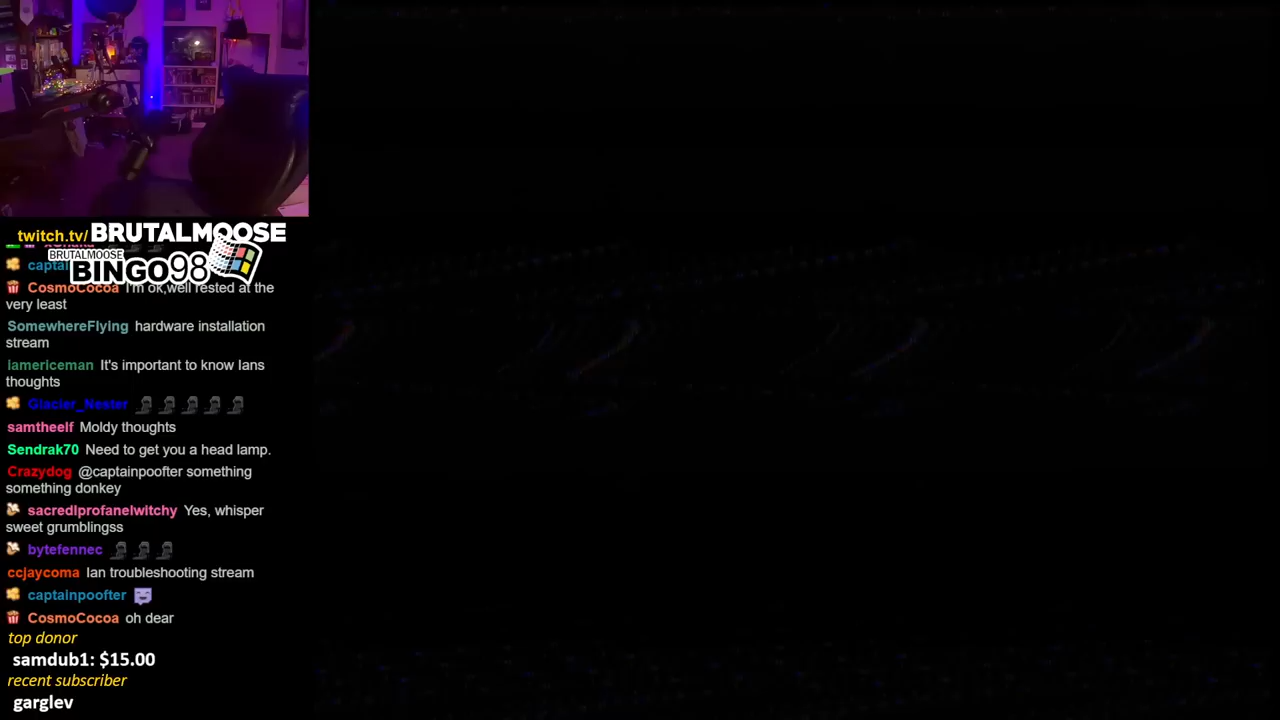 twitch.tv/BRUTALMOOSE
BRUTALMOOSE
BINGO98
captai
CosmoCocoa I'm ok,well rested at the
very least
SomewhereFlying hardware installation
stream
iamericeman It's important to know Ians
thoughts
Glacier_Nester
samtheelf Moldy thoughts
Sendrak70 Need to get you a head lamp.
Crazydog @captainpoofter something
something donkey
sacredlprofanelwitchy Yes, whisper
sweet grumblingss
bytefennec
ccjaycoma Ian troubleshooting stream
captainpoofter
CosmoCocoa oh dear
top donor
samdub1: $15.00
recent subscriber
garglev